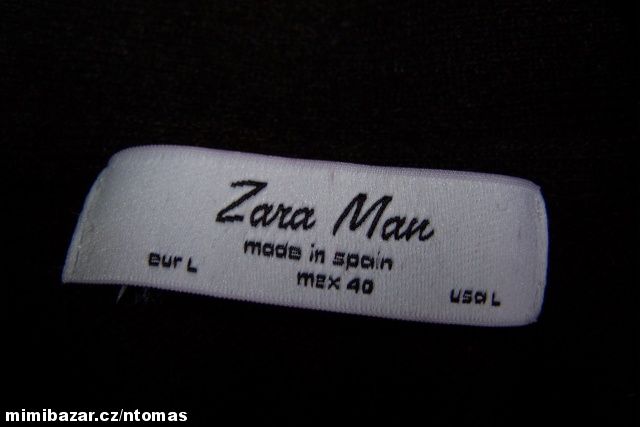 Zara Man
made in spain
eur L
mex 40
usa L
mimibazar.cz/ntomas